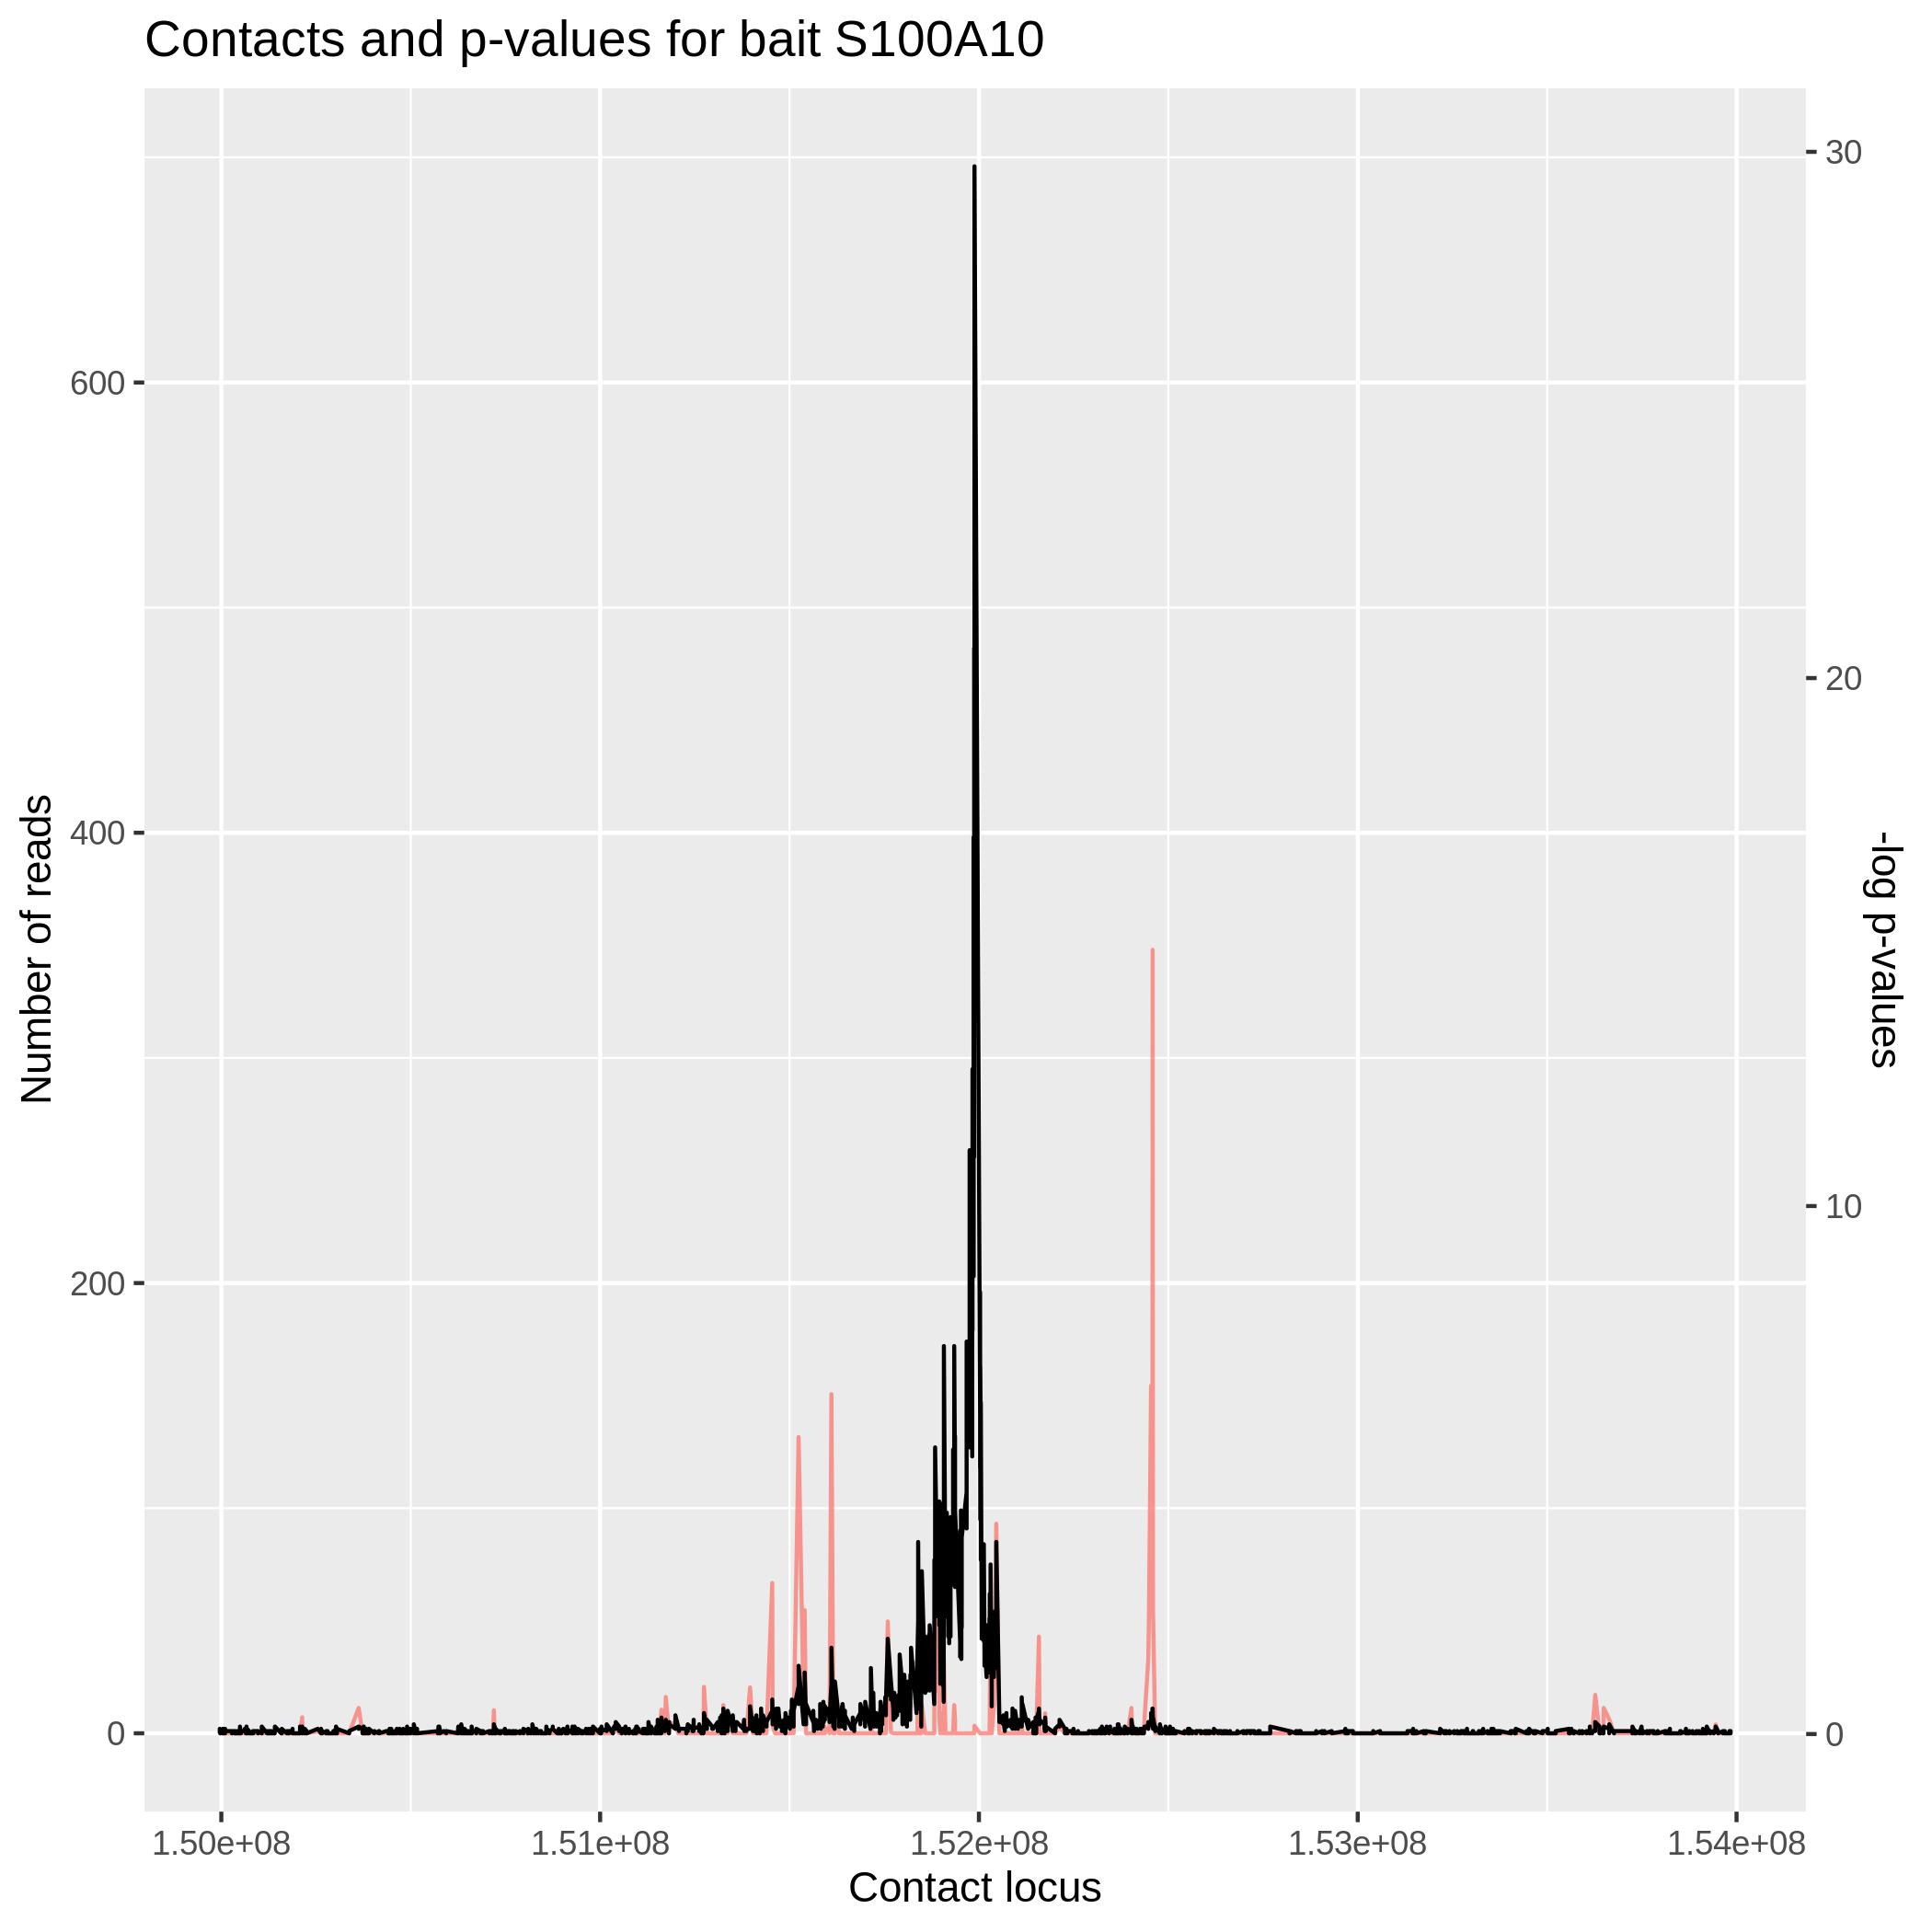 Contacts and p-values for bait S100A10
Number of reads
600
400
200
0
30
20
10
0
-log p-values
1.50e+08
1.51e+08
1.52e+08
1.53e+08
1.54e+08
Contact locus